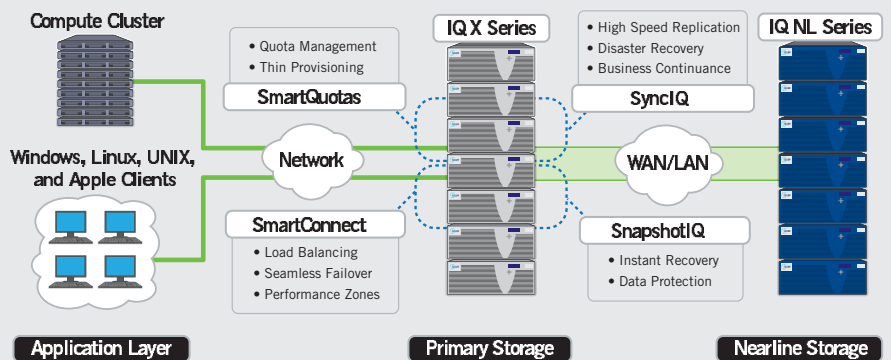 Compute Cluster
• Quota Management
• Thin Provisioning
SmartQuotas
IQ X Series
• High Speed Replication
• Disaster Recovery
• Business Continuance
SyncIQ
IQ NL Series
Windows, Linux, UNIX,
and Apple Clients
Network
WAN/LAN
SmartConnect
• Load Balancing
• Seamless Failover
• Performance Zones
SnapshotIQ
• Instant Recovery
• Data Protection
Application Layer
Primary Storage
Nearline Storage